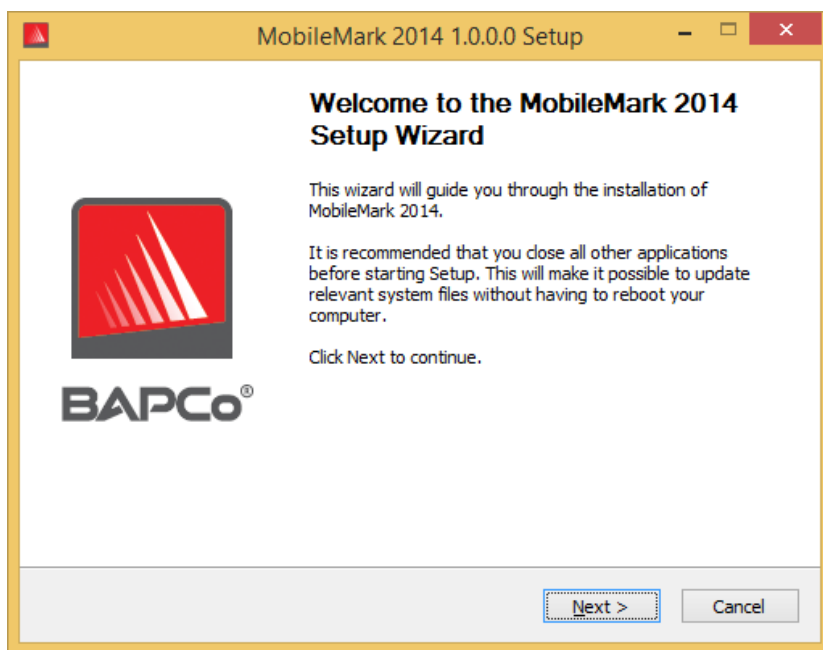 MobileMark 2014 1.0.0.0 Setup
Welcome to the MobileMark 2014
Setup Wizard
This wizard will guide you through the installation of
MobileMark 2014.
It is recommended that you close all other applications
before starting Setup. This will make it possible to update
relevant system files without having to reboot your
computer.
Click Next to continue.
BAPCo®
Next >
Cancel